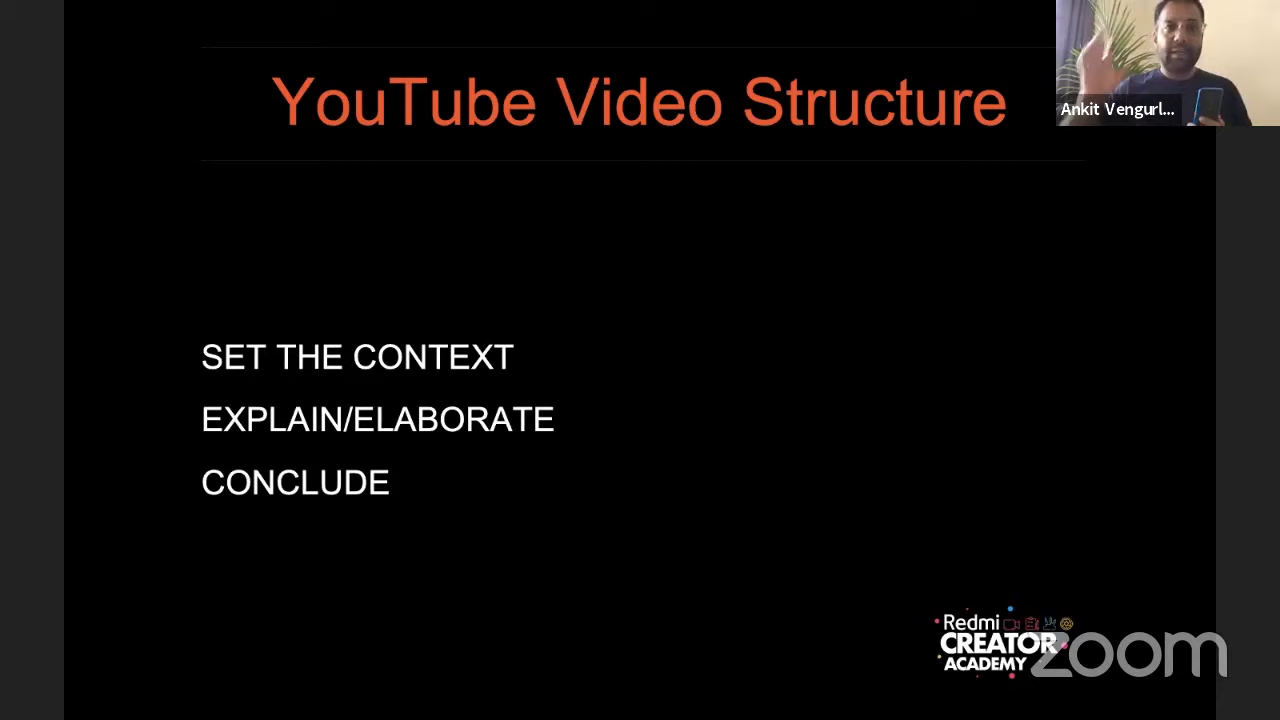 YouTube Video Structure
Ankit Vengurl...
SET THE CONTEXT
EXPLAIN/ELABORATE
CONCLUDE
Redmi
CREATOR
ACADEMY
zoom